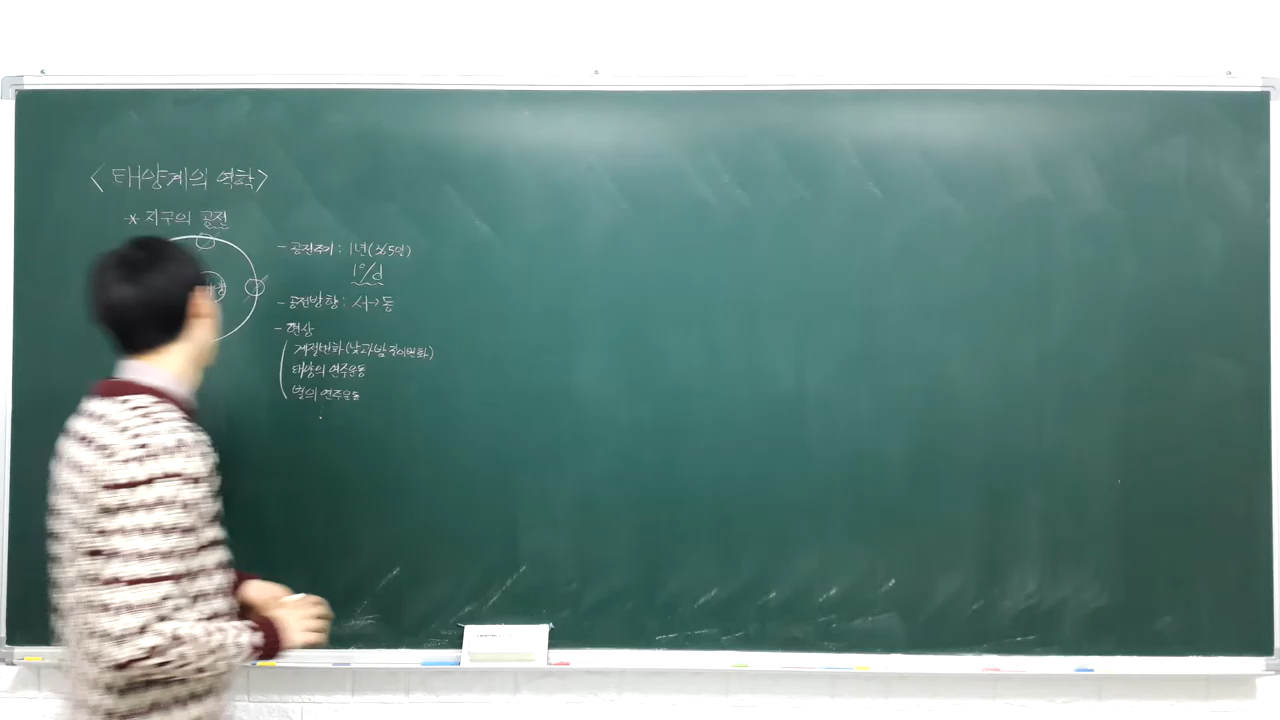 <태양계의 역학>
* 지구의 공전
- 공전주기 : 1년(365일)
1°/d
- 공전방향 : 서→동
- 현상
계절변화(낮과밤 길이변화)
태양의 연주운동
별의 연주운동